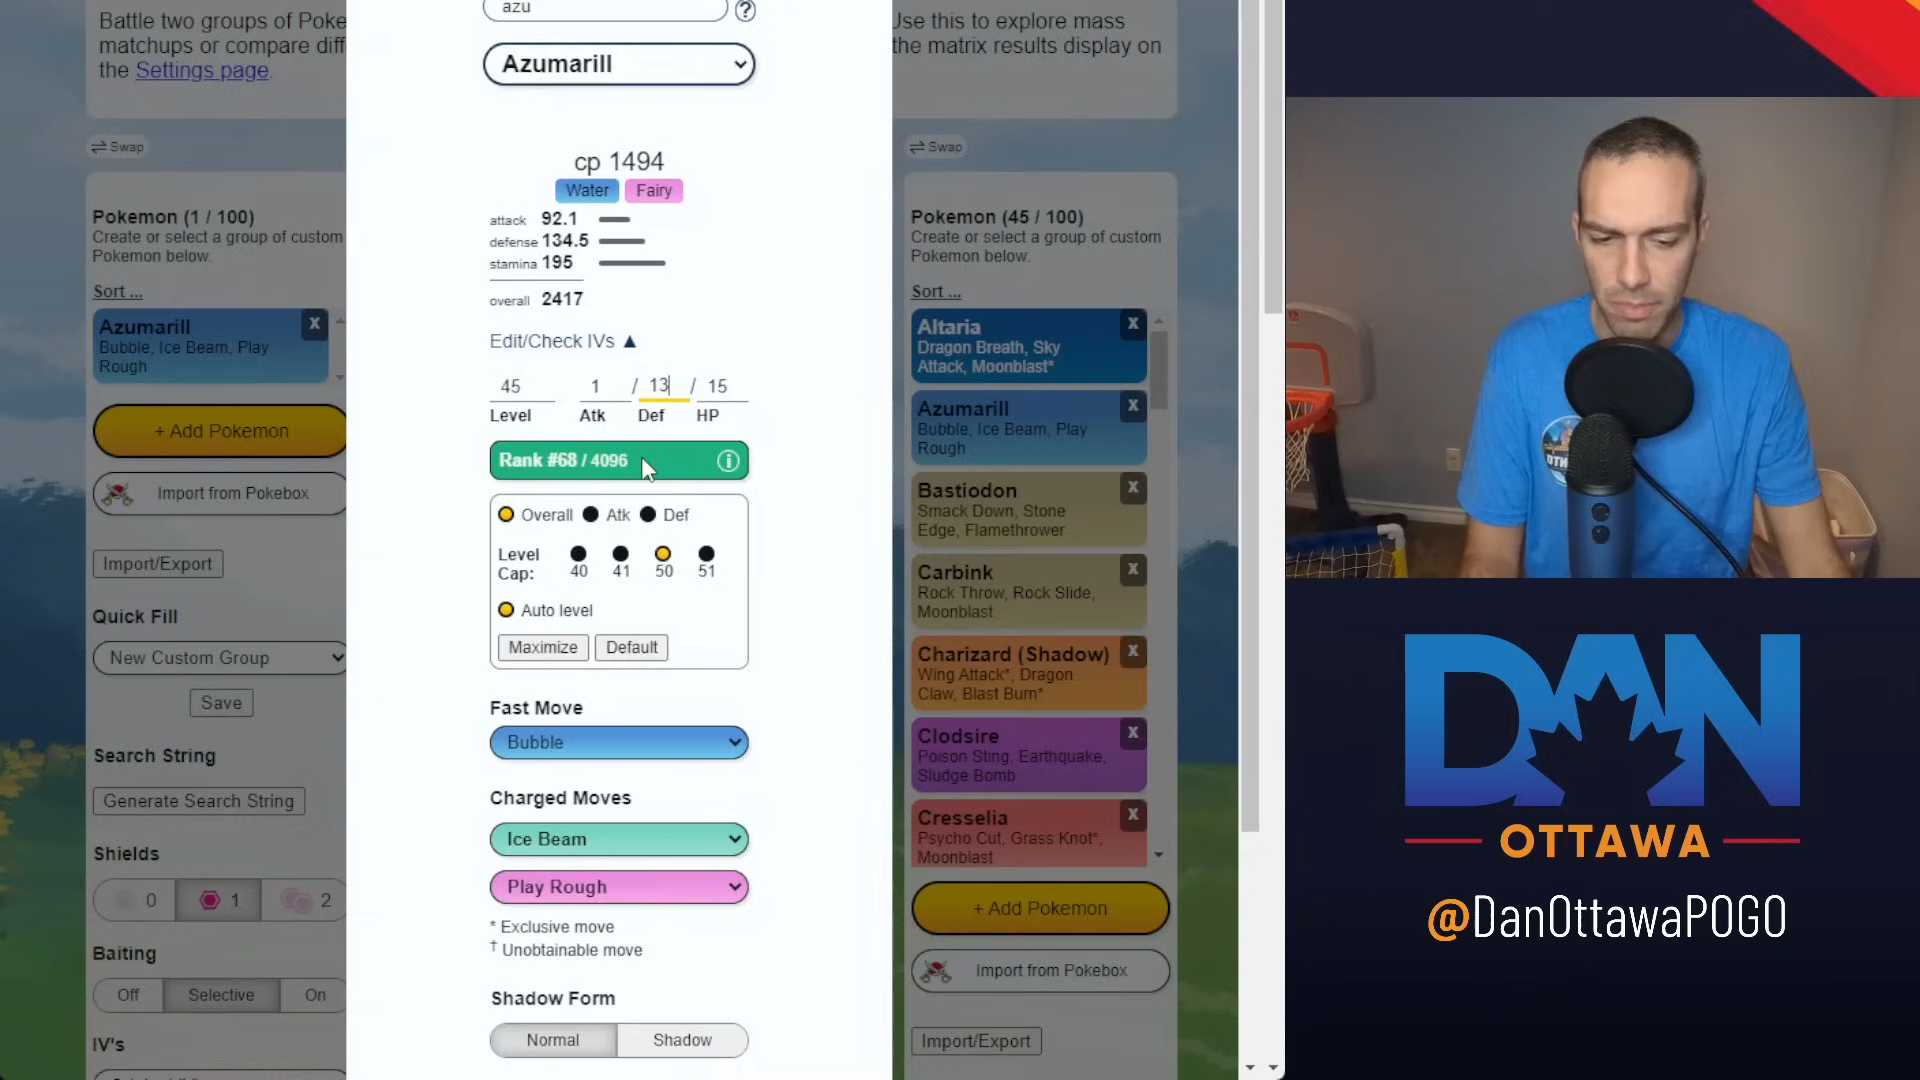 Battle two groups of Poke
matchups or compare diff
the Settings page.
Use this to explore mass
the matrix results display on
azu
?
Azumarill
Swap
Pokemon (1 / 100)
Create or select a group of custom
Pokemon below.
Sort ...
Azumarill
X
Bubble, Ice Beam, Play
Rough
+ Add Pokemon
Import from Pokebox
Import/Export
Quick Fill
New Custom Group
Save
Search String
Generate Search String
Shields
0
1
2
Baiting
Off
Selective
On
IV's
cp 1494
Water
Fairy
attack 92.1
defense 134.5
stamina 195
overall 2417
Edit/Check IVs ▲
45 1 / 13 / 15
Level Atk Def HP
Rank #68 / 4096
i
Overall Atk Def
Level
Cap:
40 41 50 51
Auto level
Maximize
Default
Fast Move
Bubble
Charged Moves
Ice Beam
Play Rough
* Exclusive move
† Unobtainable move
Shadow Form
Normal
Shadow
Swap
Pokemon (45 / 100)
Create or select a group of custom
Pokemon below.
Sort ...
Altaria
X
Dragon Breath, Sky
Attack, Moonblast*
Azumarill
X
Bubble, Ice Beam, Play
Rough
Bastiodon
X
Smack Down, Stone
Edge, Flamethrower
Carbink
X
Rock Throw, Rock Slide,
Moonblast
Charizard (Shadow)
X
Wing Attack*, Dragon
Claw, Blast Burn*
Clodsire
X
Poison Sting, Earthquake,
Sludge Bomb
Cresselia
X
Psycho Cut, Grass Knot*,
Moonblast
+ Add Pokemon
Import from Pokebox
Import/Export
DAN
OTTAWA
@DanOttawaPOGO